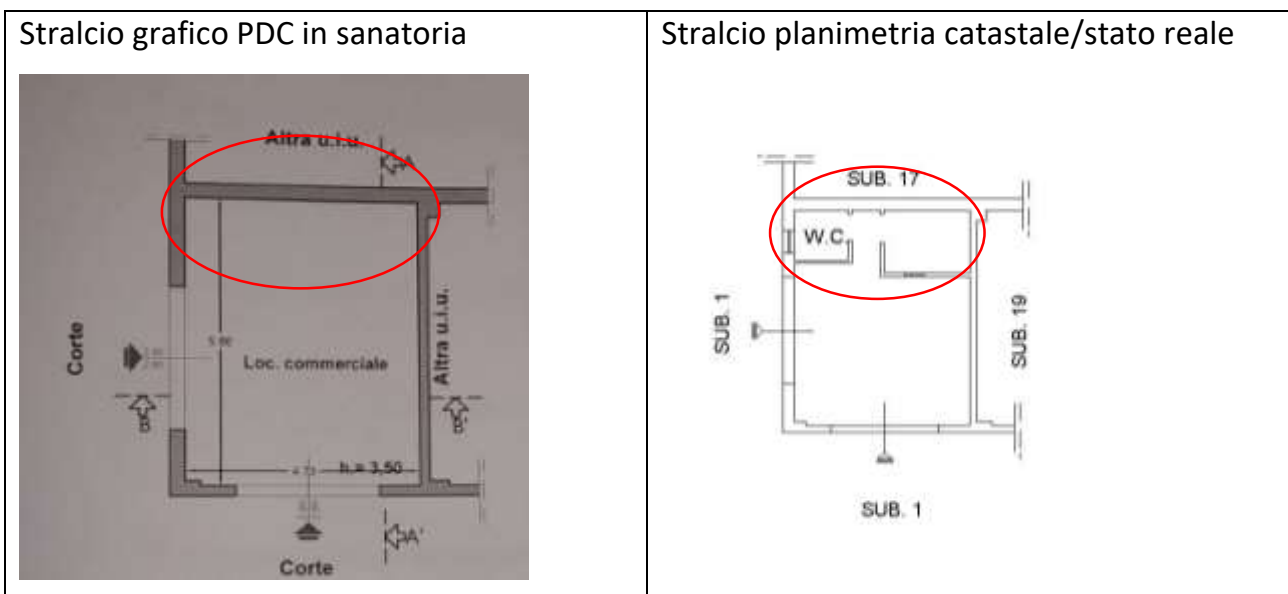 Stralcio grafico PDC in sanatoria
Altra u.i.u.
A
Corte
Loc. commerciale
Altra u.i.u.
B
B'
h.= 3,50
A'
Corte
Stralcio planimetria catastale/stato reale
SUB. 17
W.C.
SUB. 1
SUB. 19
SUB. 1